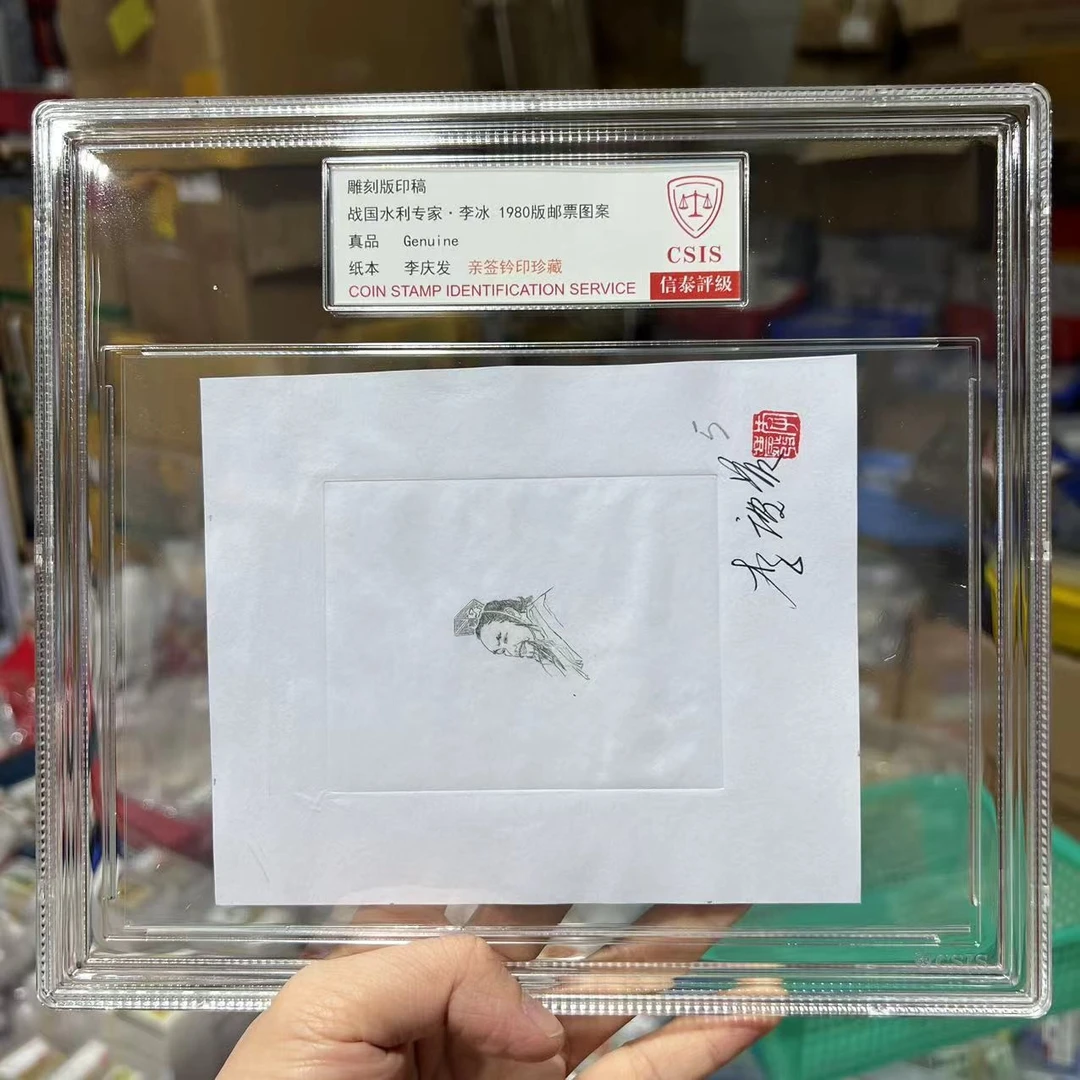 雕刻版印稿
战国水利专家·李冰 1980版邮票图案
真品 Genuine
纸本 李庆发 亲签钤印珍藏
COIN STAMP IDENTIFICATION SERVICE
CSIS
信泰評級
5
CSIS